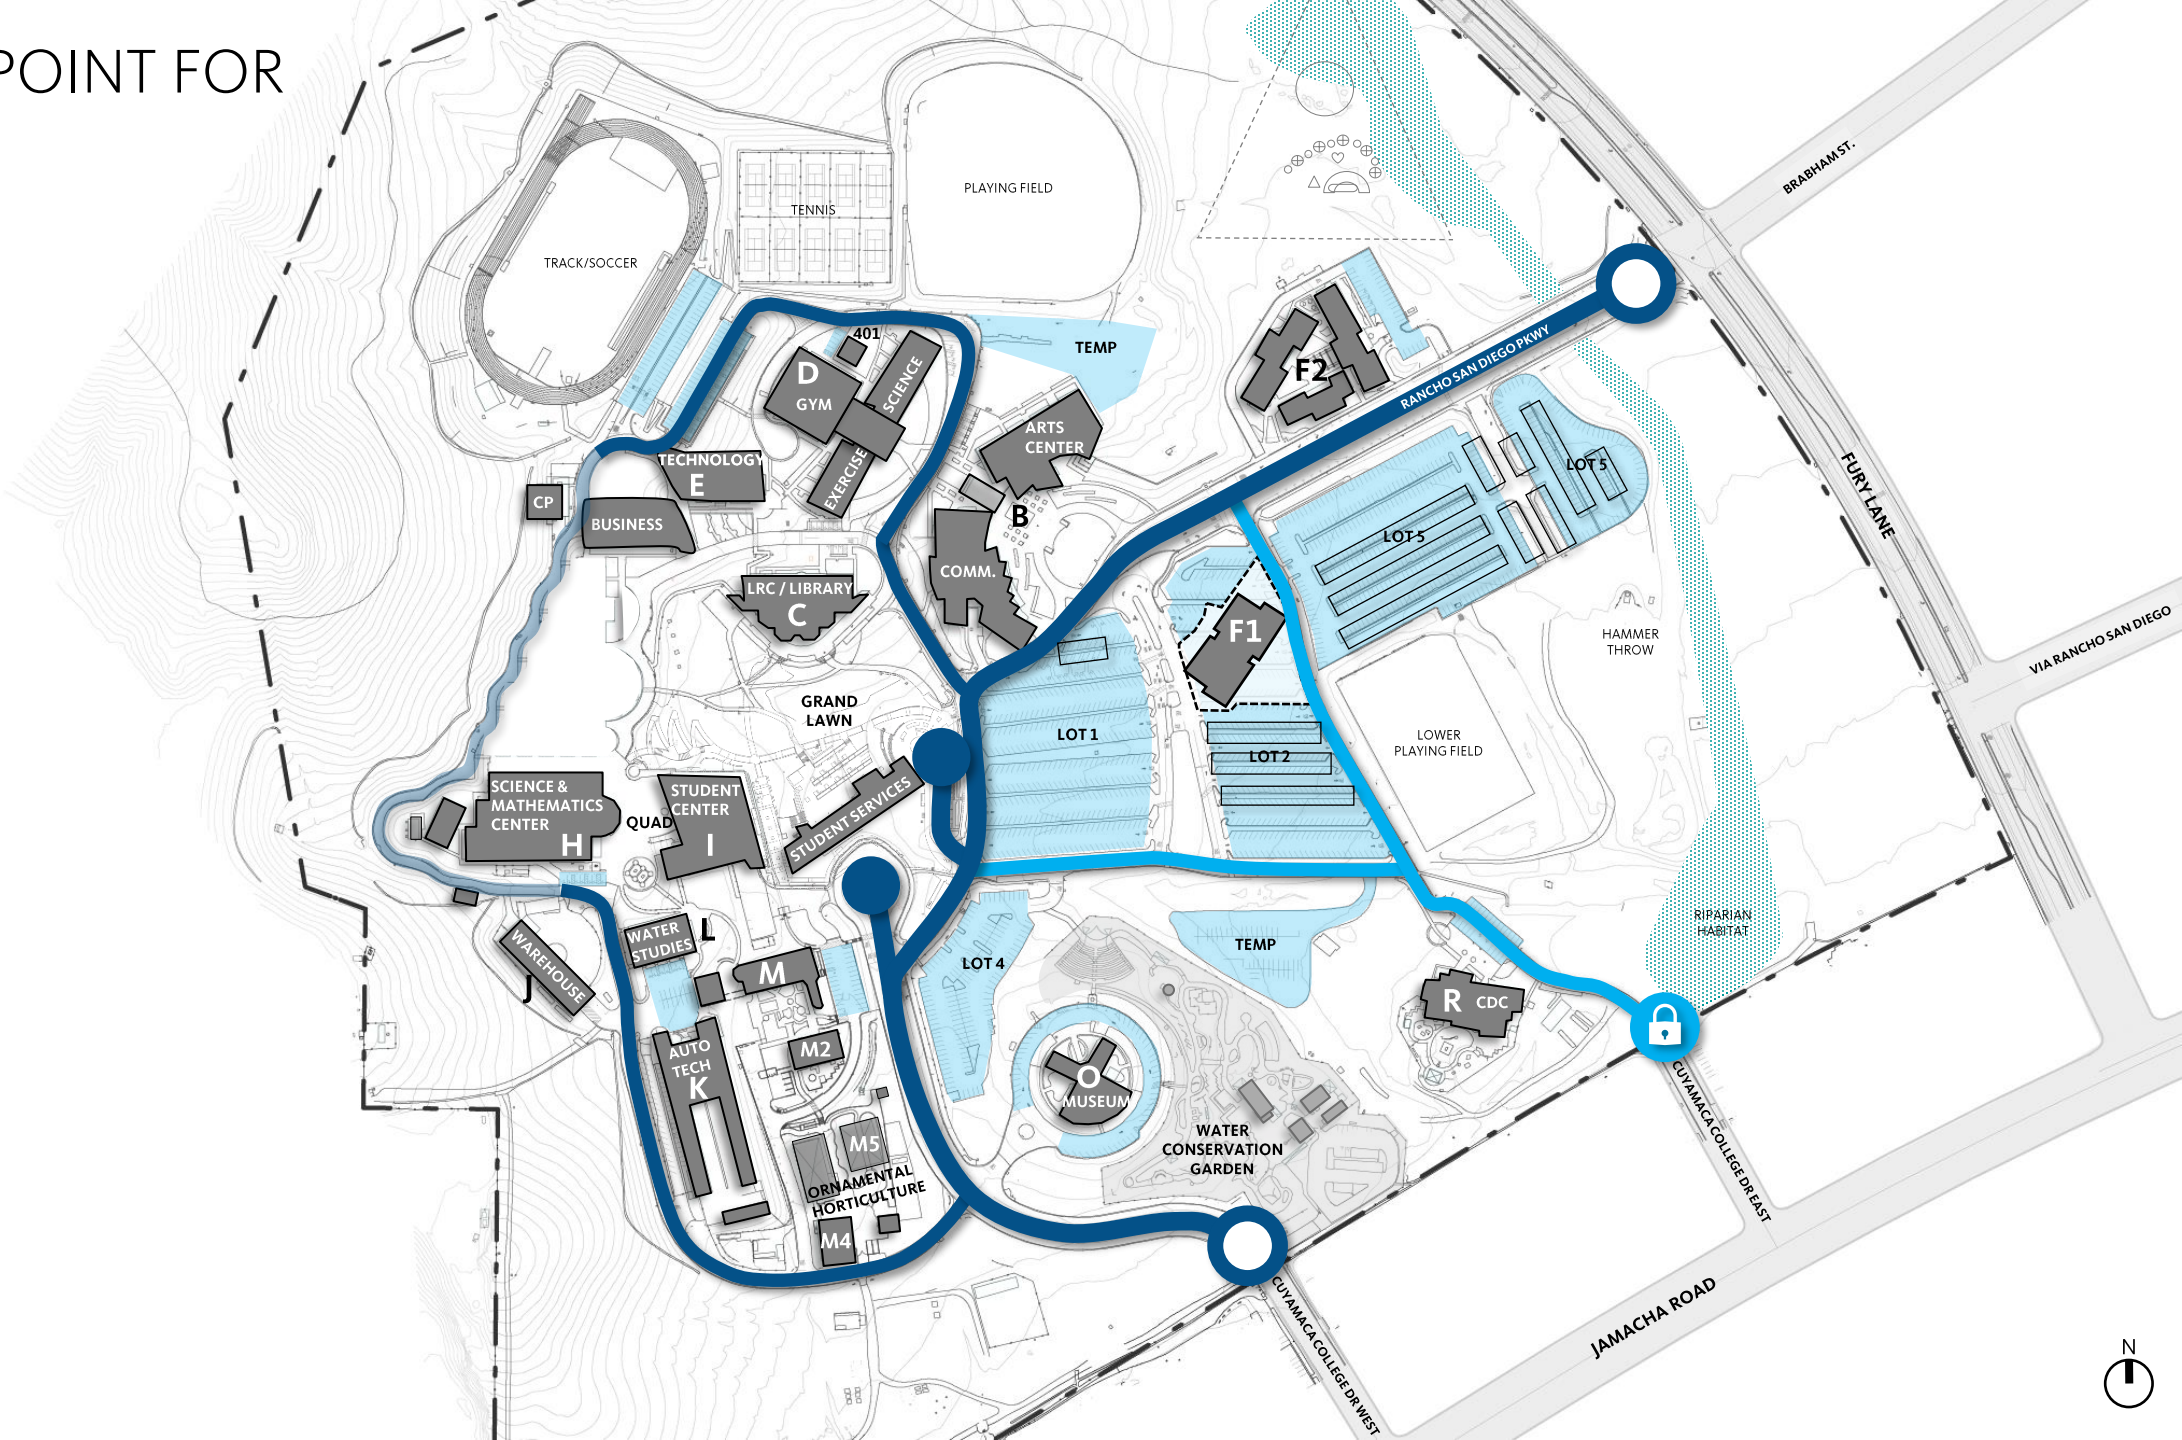 POINT FOR
BRABHAM ST.
PLAYING FIELD
TENNIS
TRACK/SOCCER
401
TEMP
D
GYM
SCIENCE
F2
RANCHO SAN DIEGO PKWY
ARTS
CENTER
TECHNOLOGY
E
EXERCISE
LOT 5
FURY LANE
CP
BUSINESS
B
LOT 5
COMM.
LRC / LIBRARY
C
F1
HAMMER
THROW
VIA RANCHO SAN DIEGO
GRAND
LAWN
LOT 1
LOT 2
LOWER
PLAYING FIELD
SCIENCE &
MATHEMATICS
CENTER
H
QUAD
STUDENT
CENTER
I
STUDENT SERVICES
RIPARIAN
HABITAT
WATER
STUDIES
L
WAREHOUSE
J
M
LOT 4
TEMP
R
CDC
AUTO
TECH
K
M2
O
MUSEUM
M5
ORNAMENTAL
HORTICULTURE
M4
WATER
CONSERVATION
GARDEN
CUYAMACA COLLEGE DR EAST
CUYAMACA COLLEGE DR WEST
JAMACHA ROAD
N